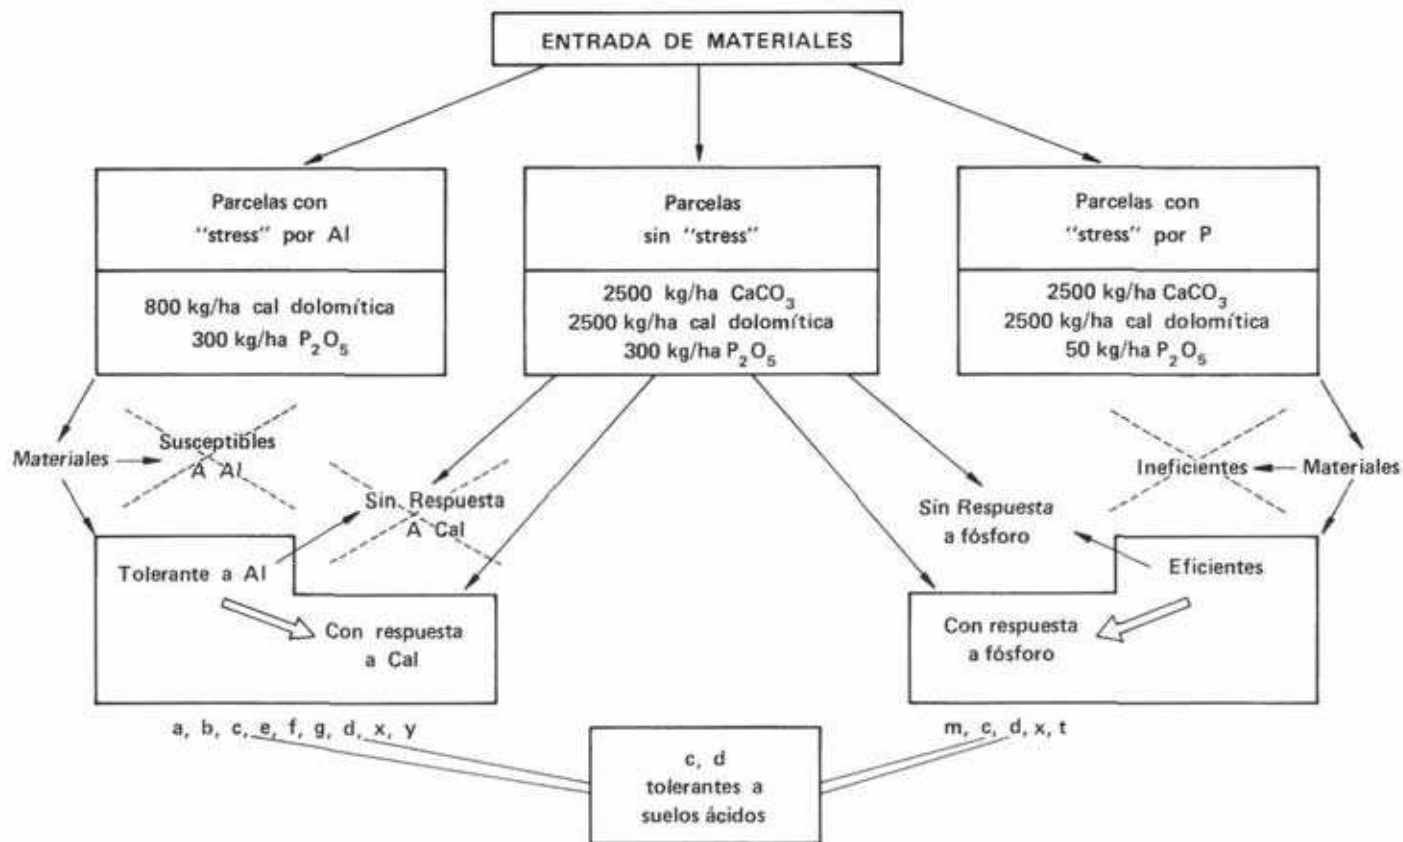 ENTRADA DE MATERIALES
Parcelas con
"stress" por Al
800 kg/ha cal dolomítica
300 kg/ha P2O5
Parcelas
sin "stress"
2500 kg/ha CaCO3
2500 kg/ha cal dolomítica
300 kg/ha P2O5
Parcelas con
"stress" por P
2500 kg/ha CaCO3
2500 kg/ha cal dolomítica
50 kg/ha P2O5
Materiales
Susceptibles
A Al
Sin Respuesta
A Cal
Tolerante a Al
Con respuesta
a Cal
Ineficientes
Materiales
Sin Respuesta
a fósforo
Eficientes
Con respuesta
a fósforo
a, b, c, e, f, g, d, x, y
m, c, d, x, t
c, d
tolerantes a
suelos ácidos